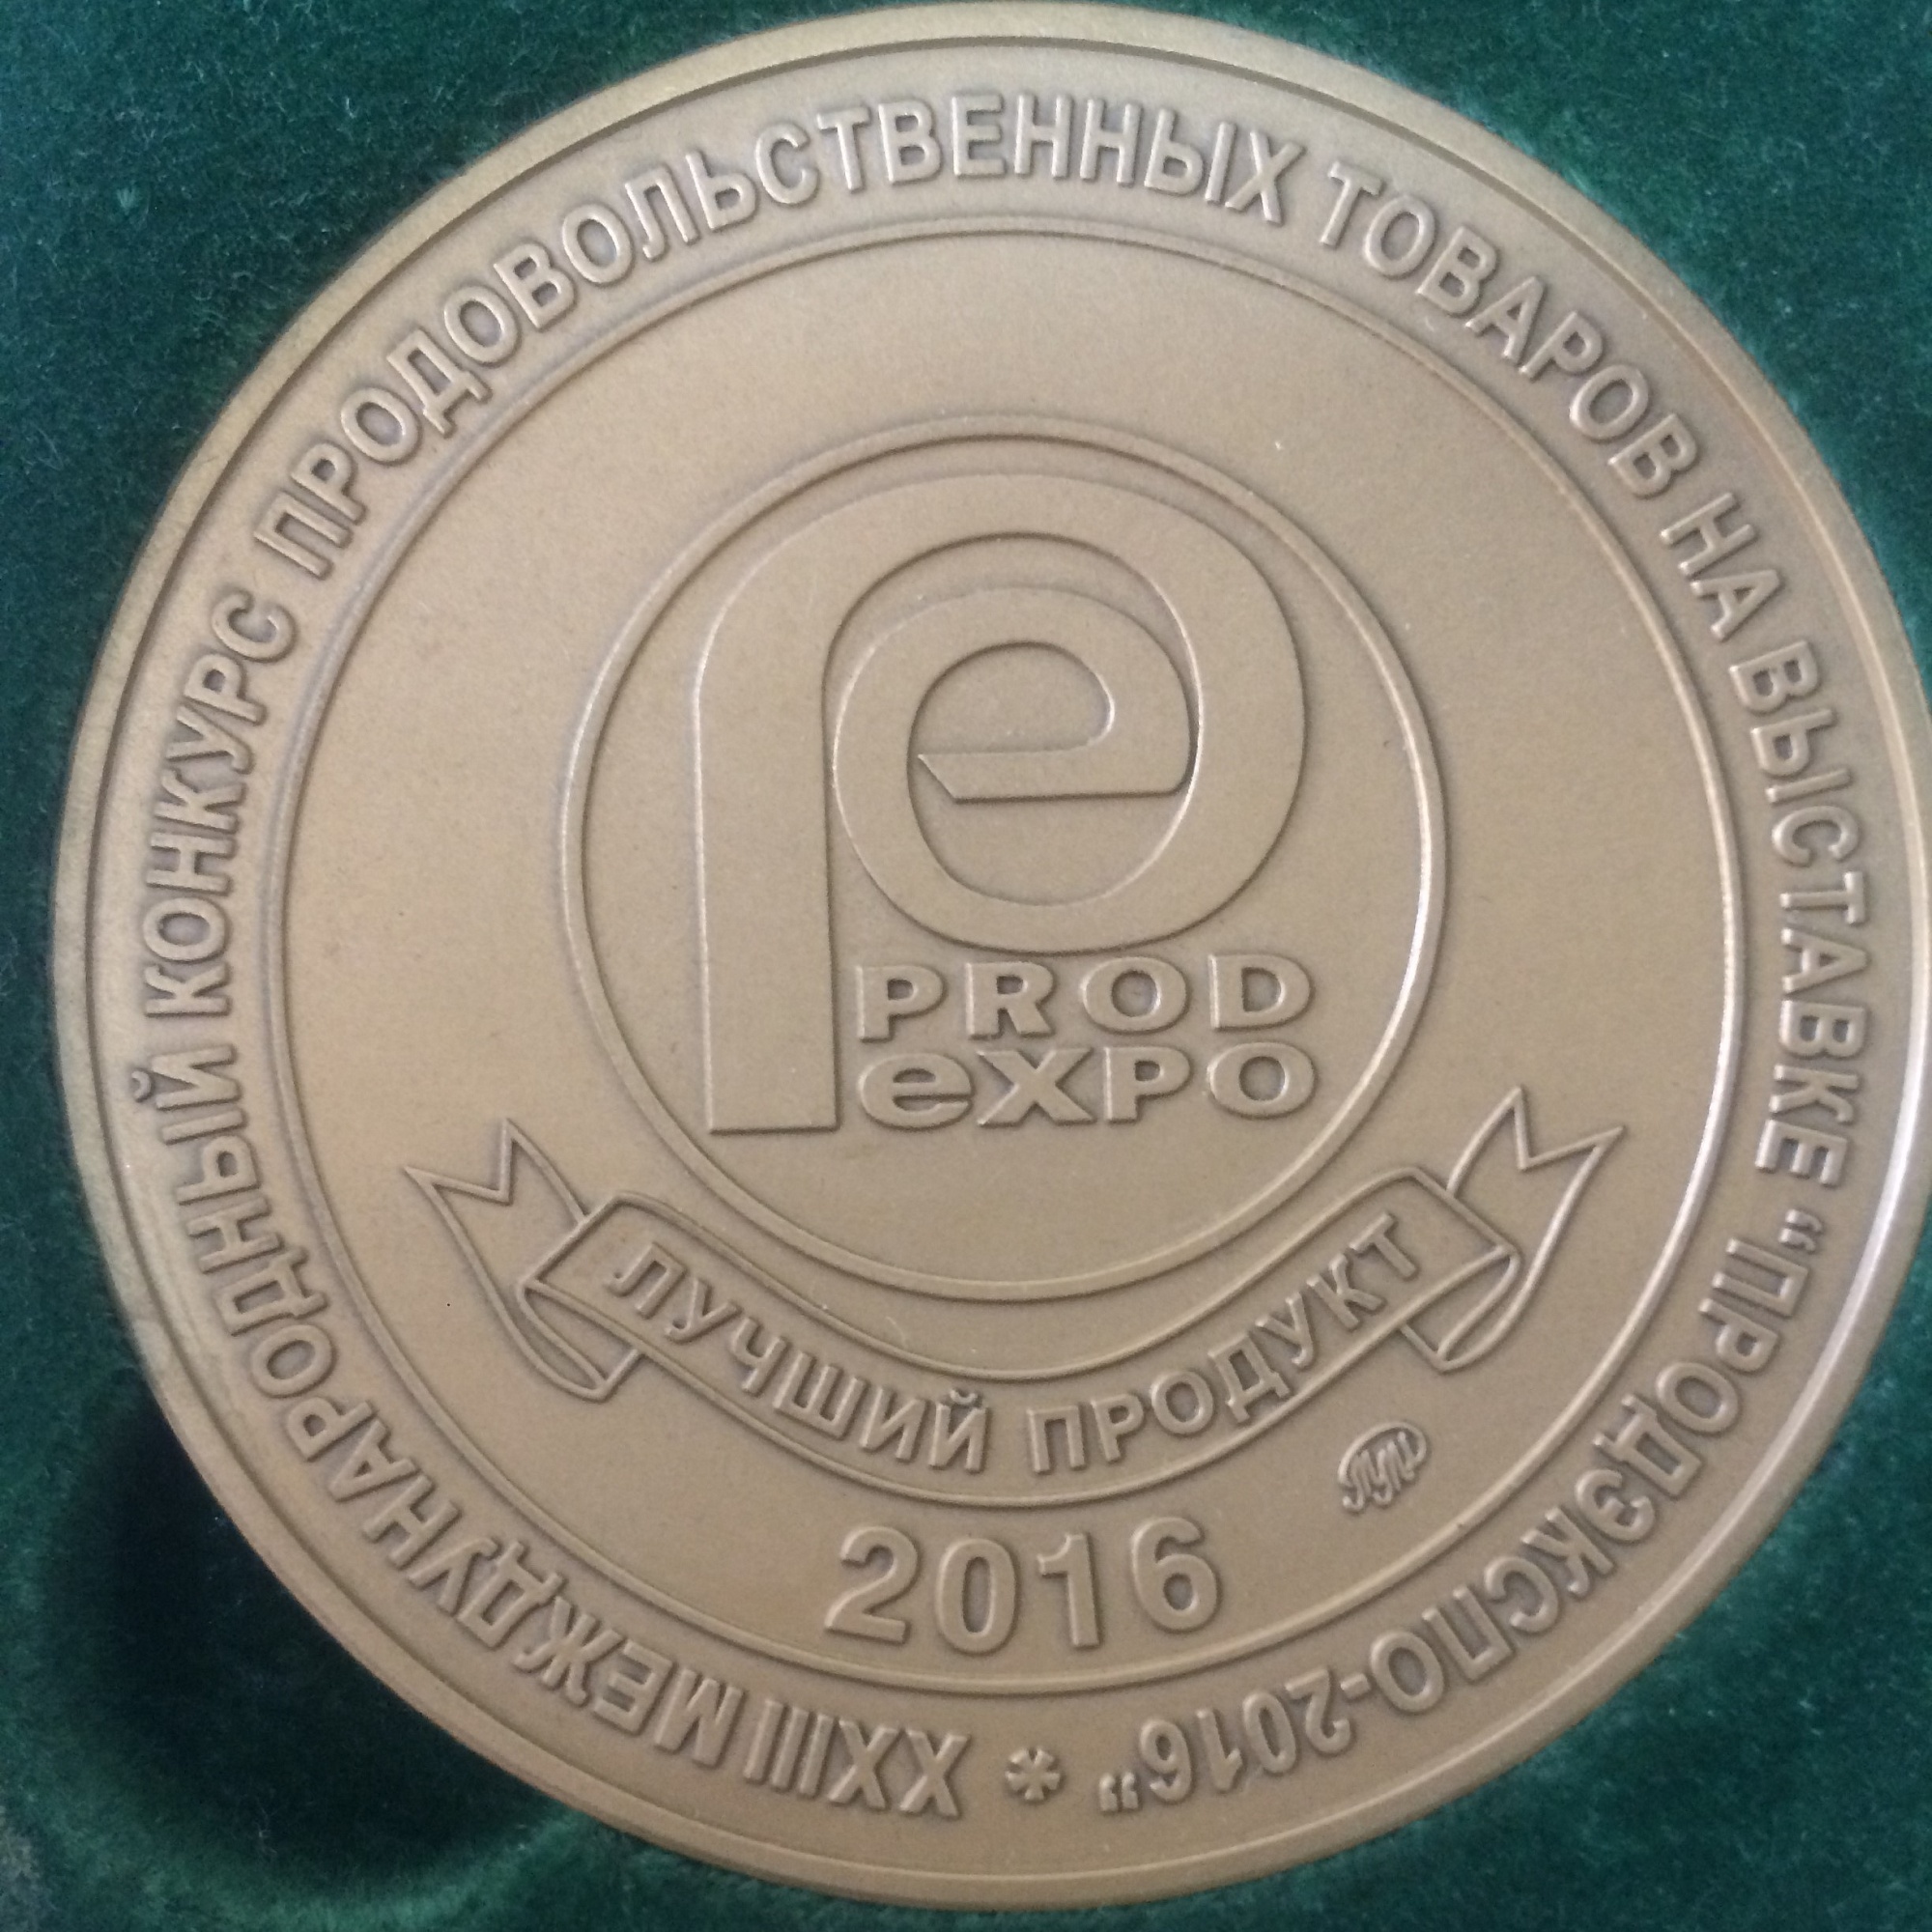 XXIII МЕЖДУНАРОДНЫЙ КОНКУРС ПРОДОВОЛЬСТВЕННЫХ ТОВАРОВ НА ВЫСТАВКЕ “ПРОДЭКСПО-2016” *
PROD
eXPO
ЛУЧШИЙ ПРОДУКТ
2016